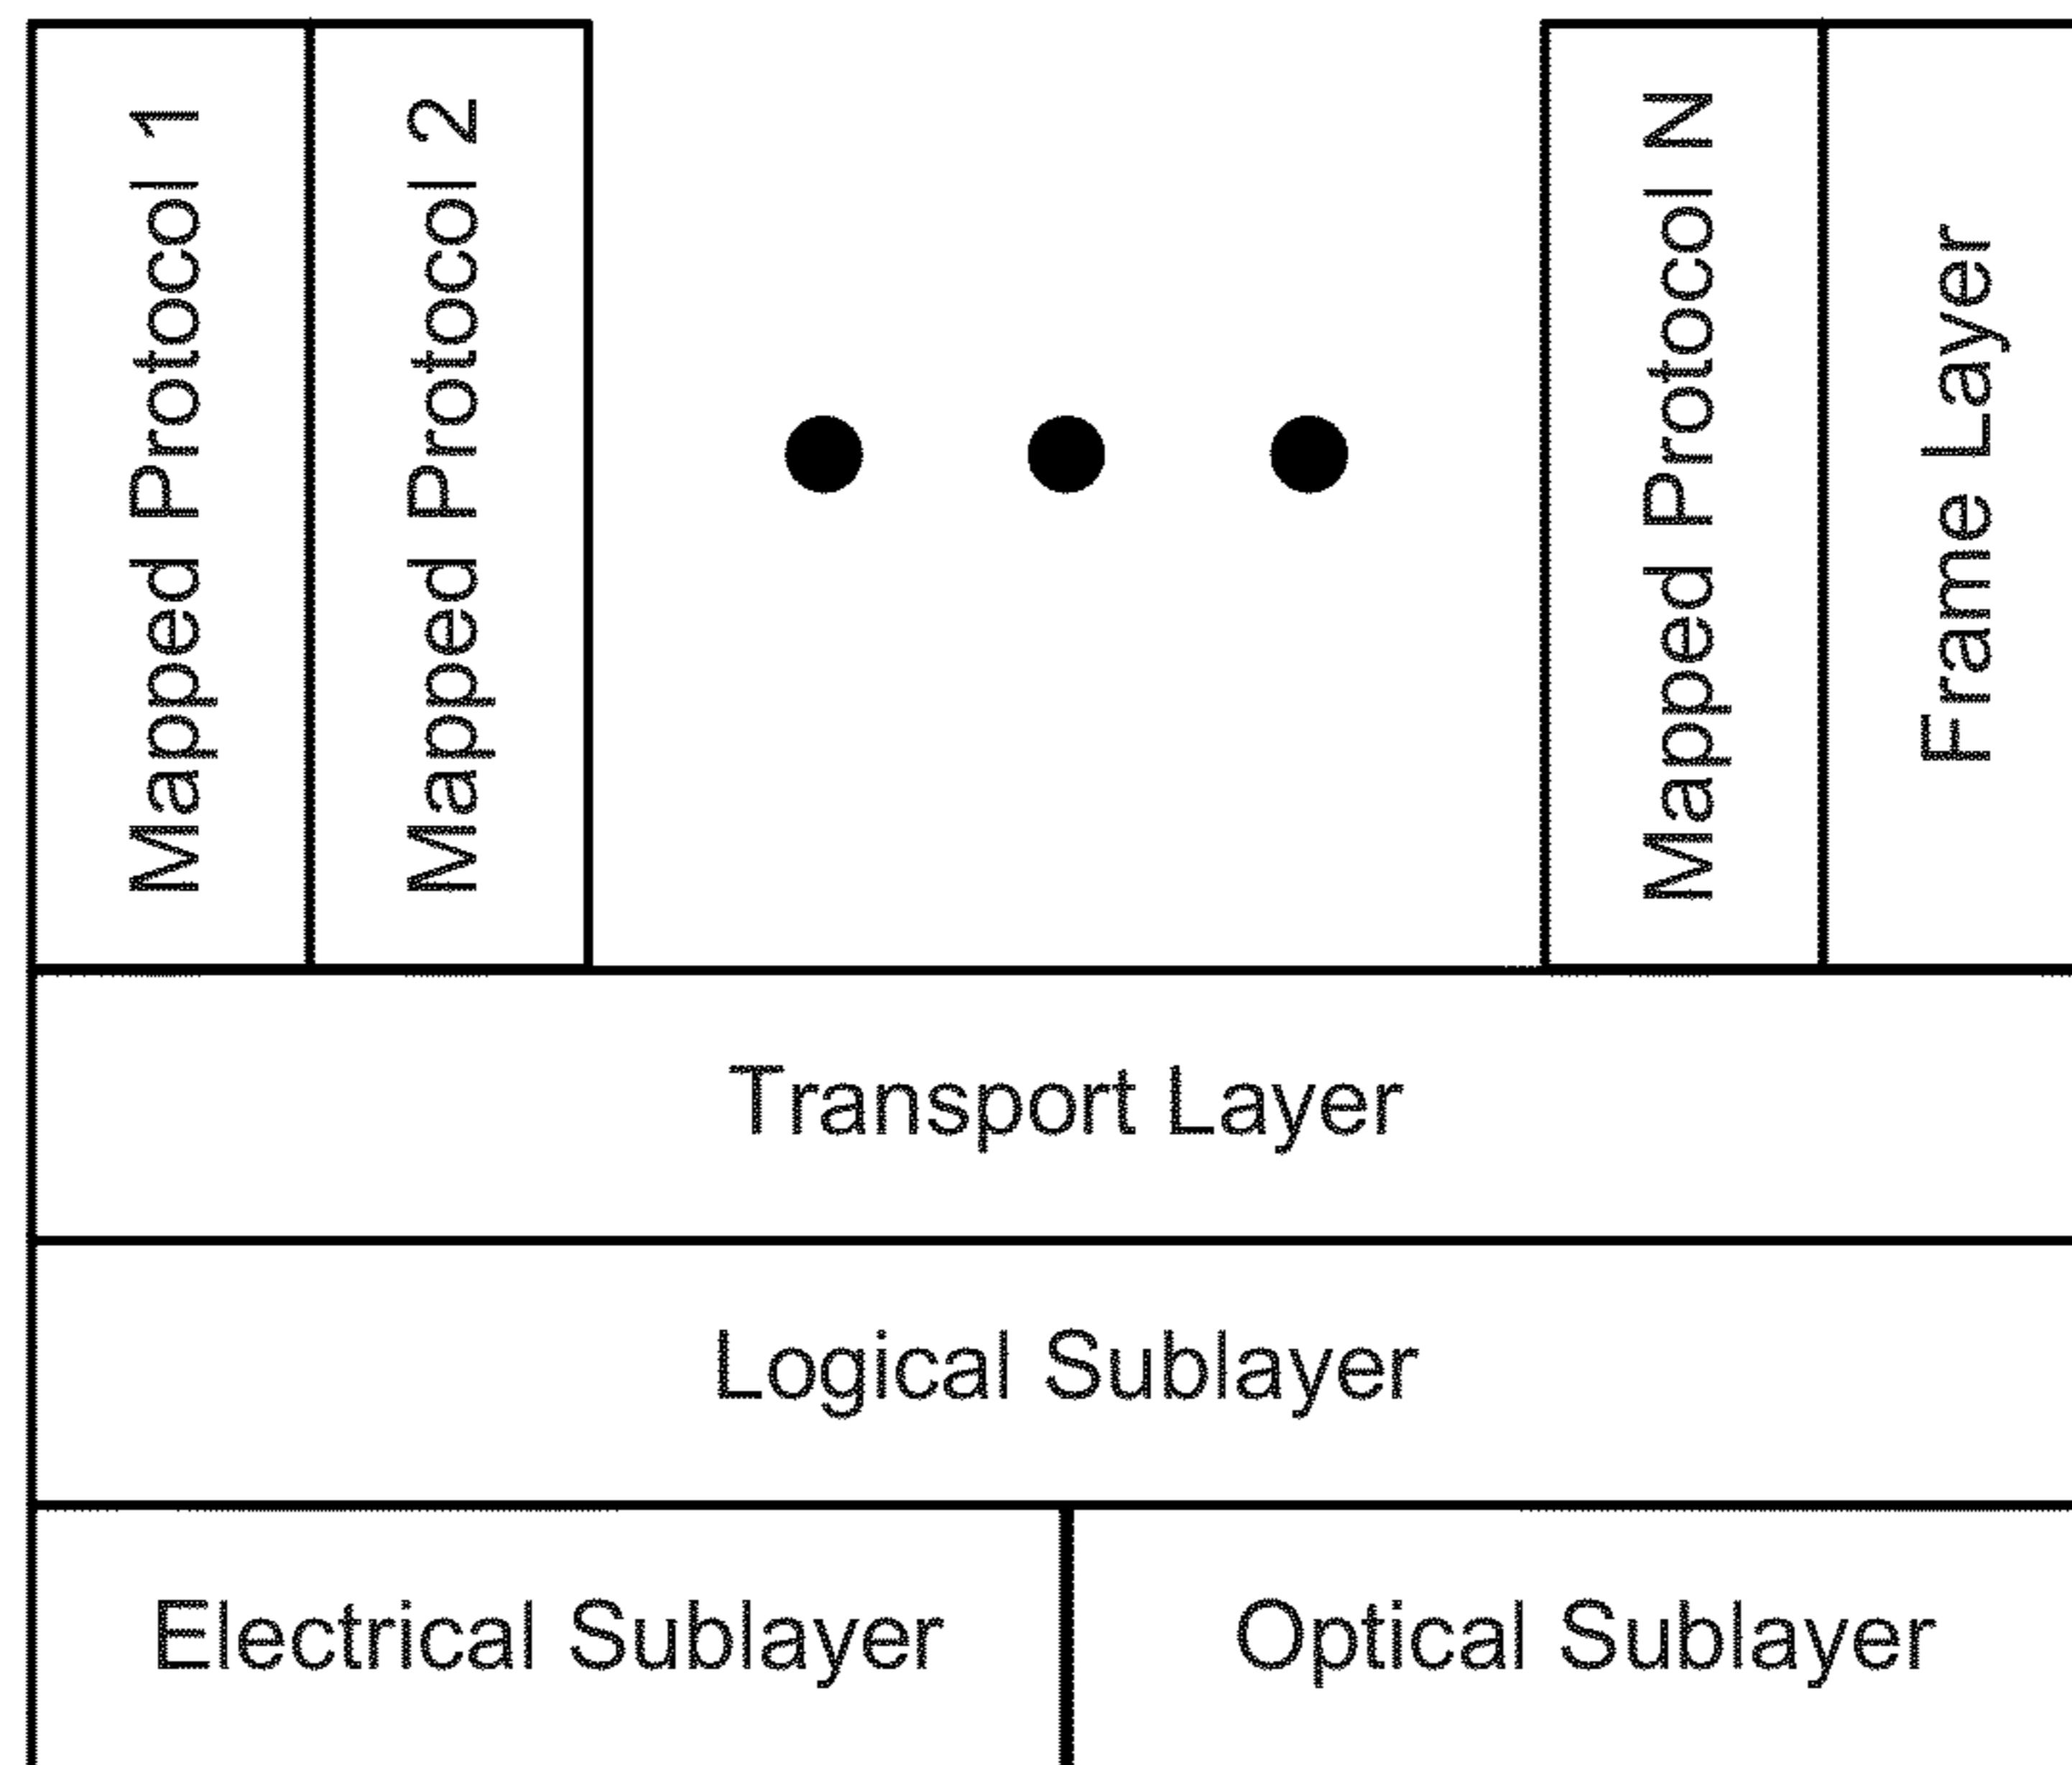 Mapped Protocol 1
Mapped Protocol 2
Mapped Protocol N
Frame Layer
Transport Layer
Logical Sublayer
Electrical Sublayer
Optical Sublayer